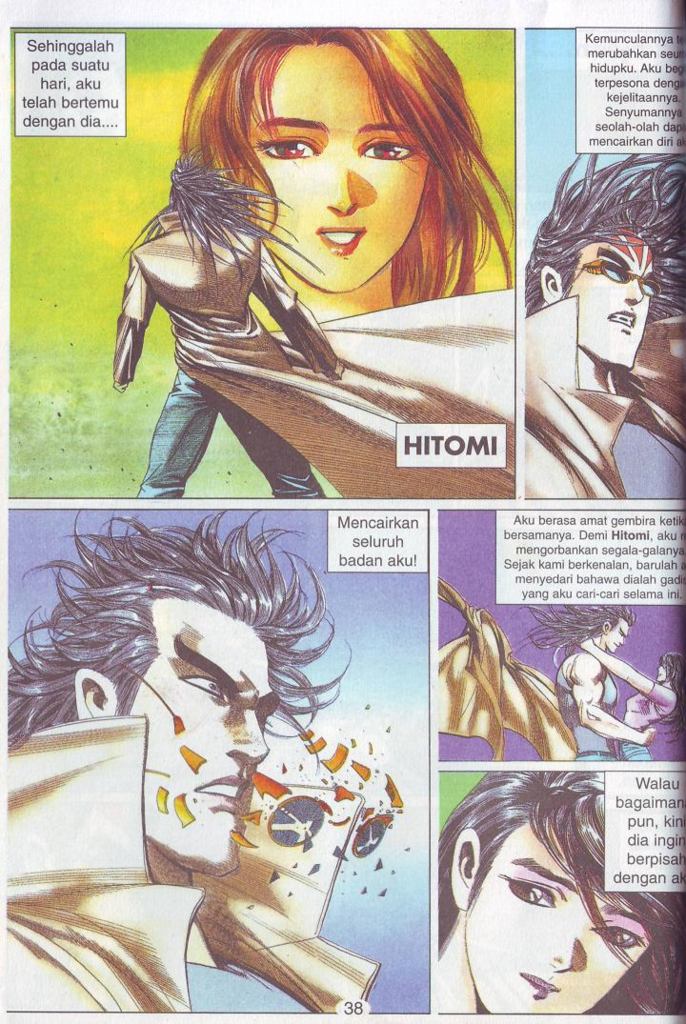 Sehinggalah
pada suatu
hari, aku
telah bertemu
dengan dia....
HITOMI
Kemunculannya
merubahkan
hidupku. Aku
terpesona
kejelitaannya.
Senyumannya
seolah-olah
mencairkan diri
Mencairkan
seluruh
badan aku!
Aku berasa amat gembira
bersamanya. Demi Hitomi, aku
mengorbankan segala-galanya
Sejak kami berkenalan, barulah
menyedari bahawa dialah
yang aku cari-cari selama ini.
Walau
pun,
dia ingin
dengan
38